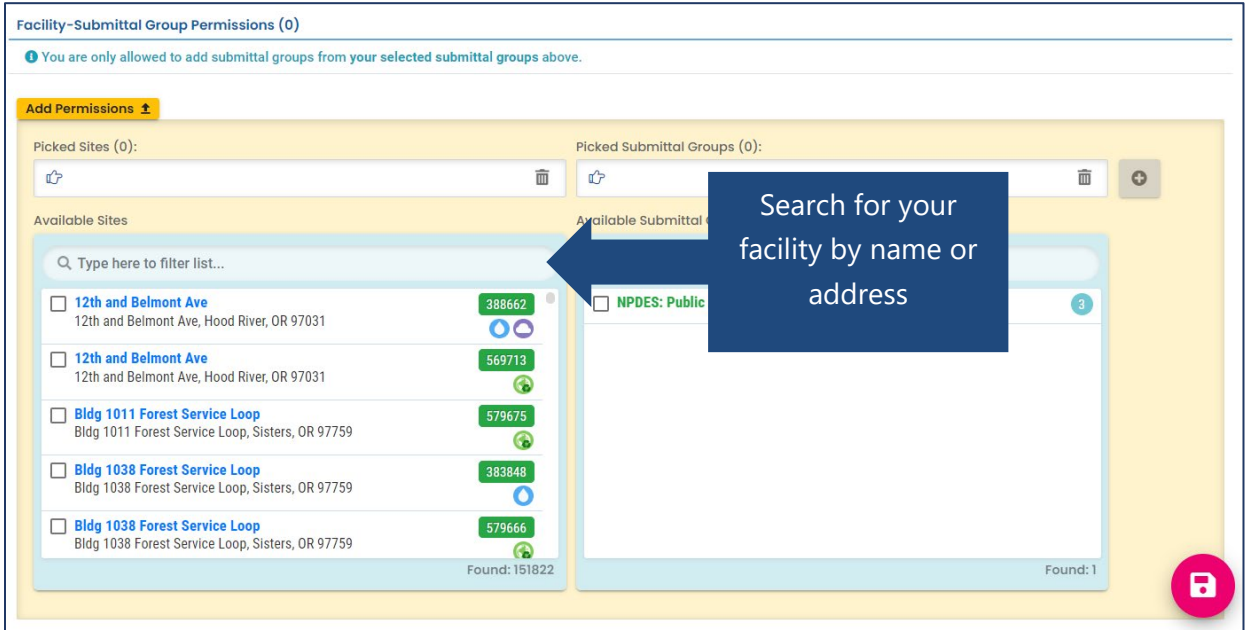 Facility-Submittal Group Permissions (0)
You are only allowed to add submittal groups from your selected submittal groups above.
Add Permissions
Picked Sites (0):
Picked Submittal Groups (0):
Available Sites
Available Submittal
Search for your
facility by name or
address
Type here to filter list...
12th and Belmont Ave
388662
12th and Belmont Ave, Hood River, OR 97031
NPDES: Public
3
12th and Belmont Ave
569713
12th and Belmont Ave, Hood River, OR 97031
Bldg 1011 Forest Service Loop
579675
Bldg 1011 Forest Service Loop, Sisters, OR 97759
Bldg 1038 Forest Service Loop
383848
Bldg 1038 Forest Service Loop, Sisters, OR 97759
Bldg 1038 Forest Service Loop
579666
Bldg 1038 Forest Service Loop, Sisters, OR 97759
Found: 151822
Found: 1